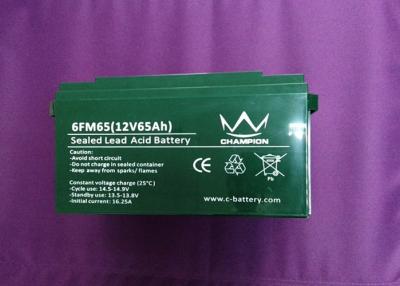 6FM65(12V65Ah)
Sealed Lead Acid Battery
Caution:
-Avoid short circuit
-Do not charge in sealed container
-Keep away from sparks/ flames
Constant voltage charge (25°C)
-Cycle use: 14.5-14.9V
-Standby use: 13.5-13.8V
-Initial current: 16.25A
CHAMPION
CE
Pb
www.c-battery.com